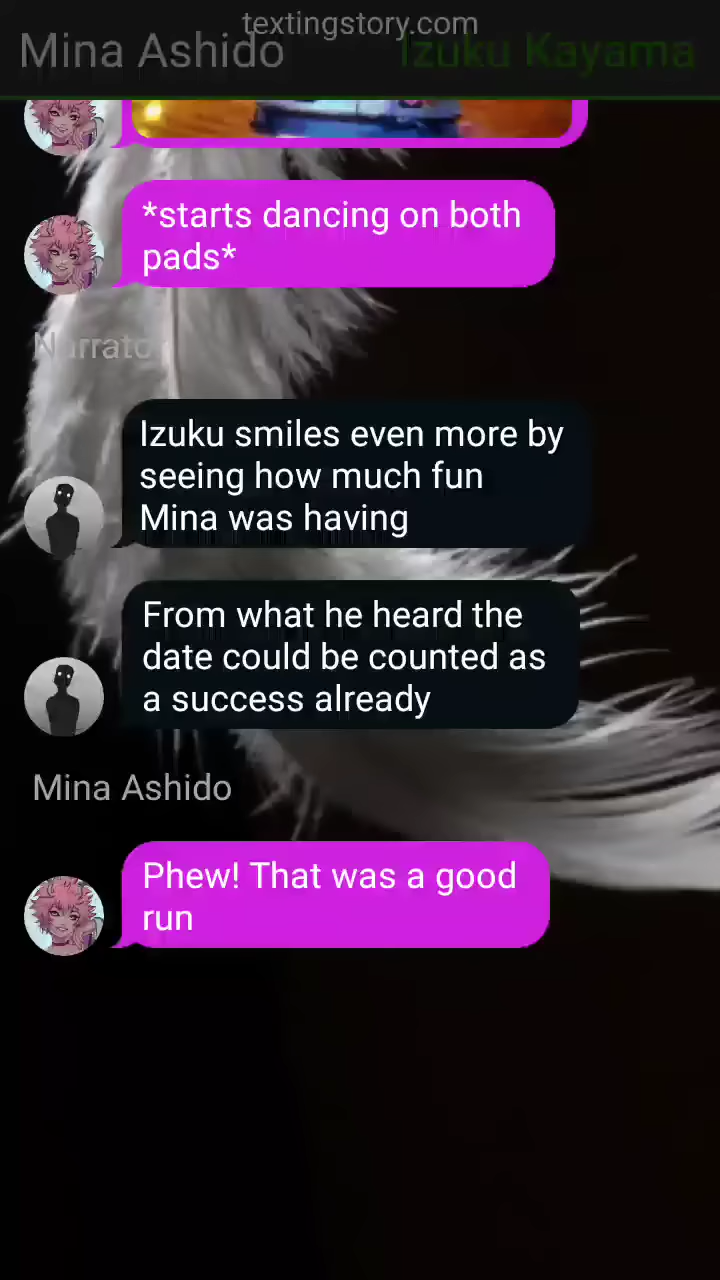 textingstory.com
Mina Ashido
Izuku Kayama
*starts dancing on both
pads*
Narrator
Izuku smiles even more by
seeing how much fun
Mina was having
From what he heard the
date could be counted as
a success already
Mina Ashido
Phew! That was a good
run